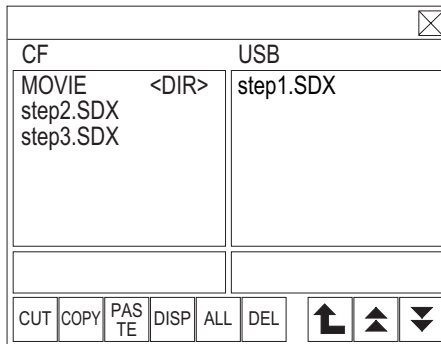 CF
USB
MOVIE <DIR>
step2.SDX
step3.SDX
step1.SDX
CUT
COPY
PAS
TE
DISP
ALL
DEL